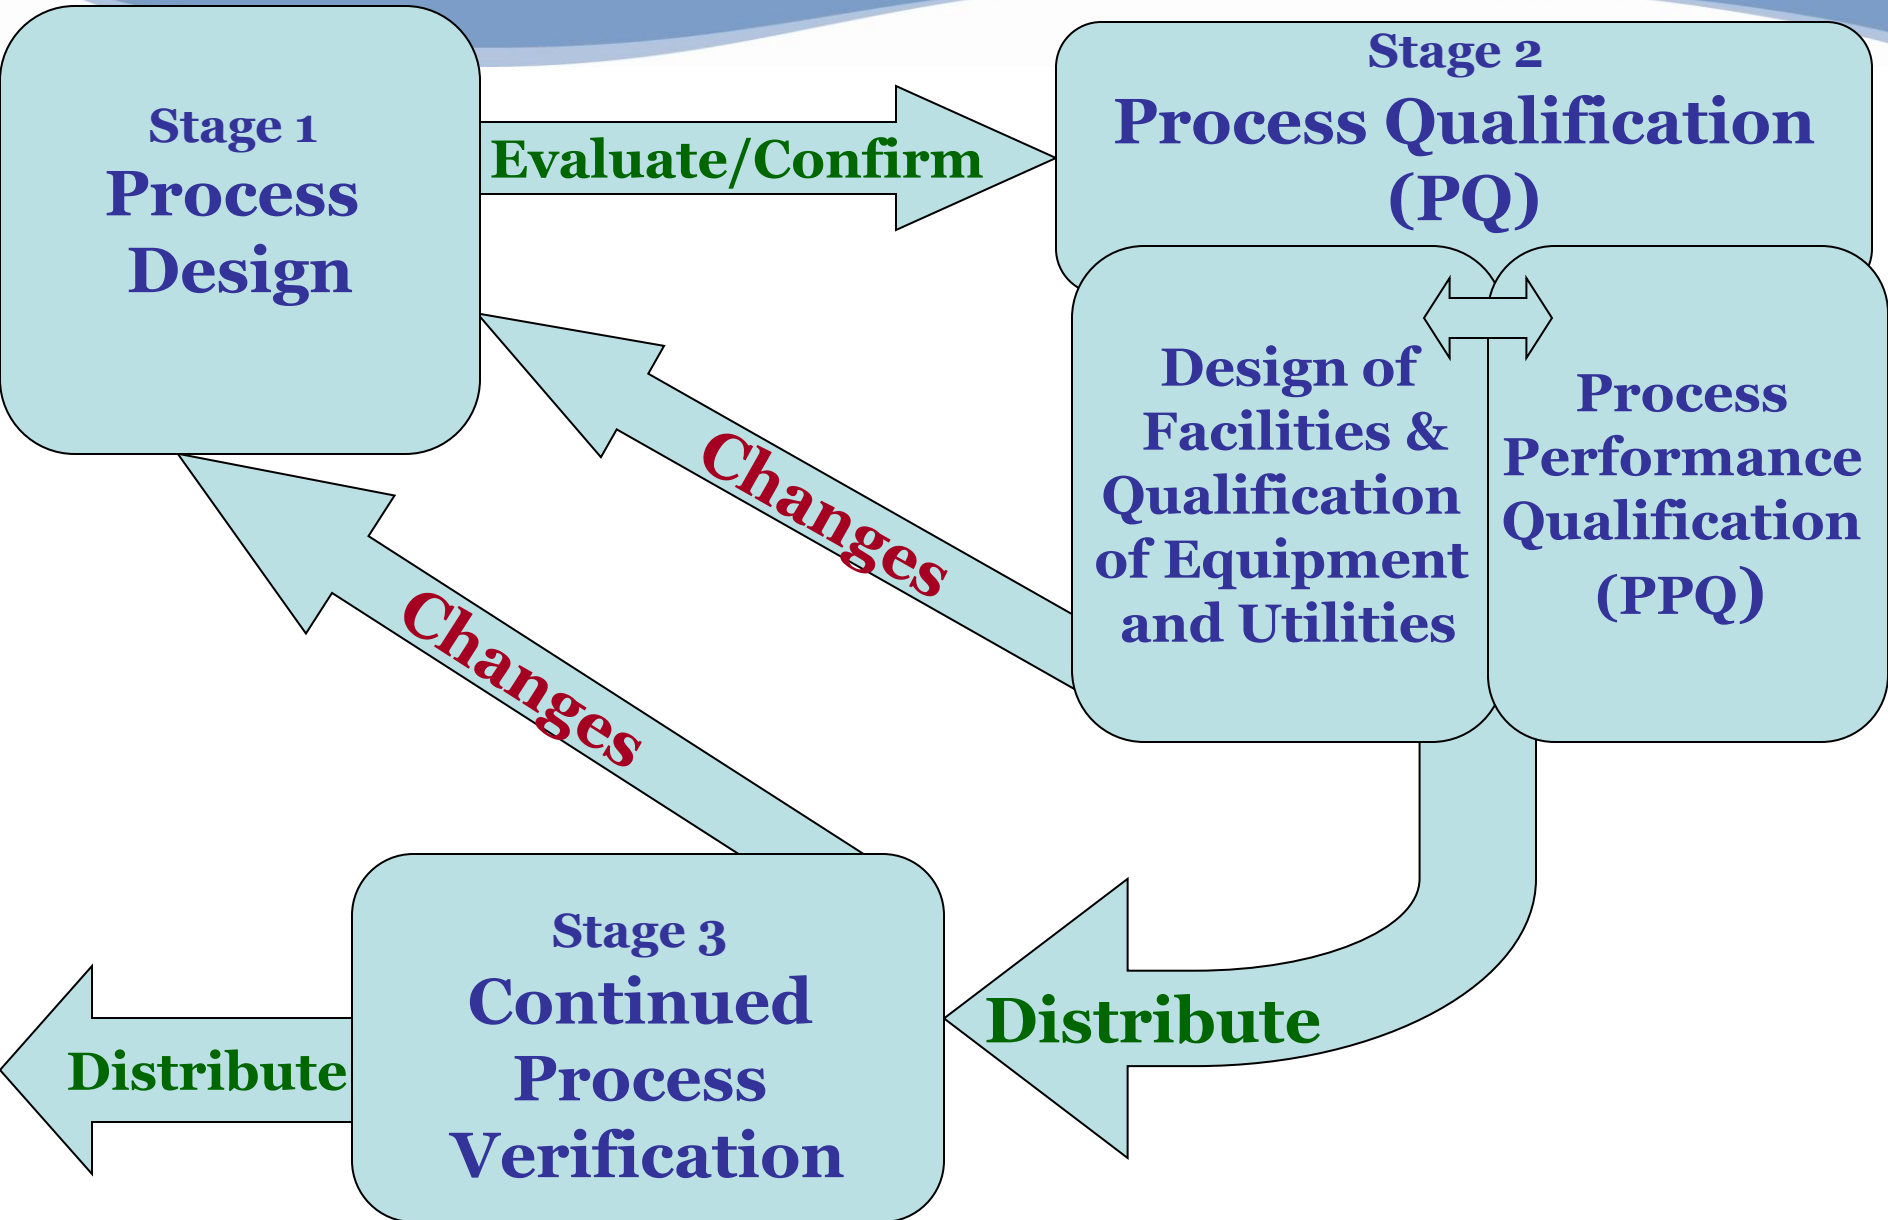 Stage 1
Process
Design
Evaluate/Confirm
Stage 2
Process Qualification
(PQ)
Design of
Facilities &
Qualification
of Equipment
and Utilities
Process
Performance
Qualification
(PPQ)
Changes
Changes
Stage 3
Continued
Process
Verification
Distribute
Distribute